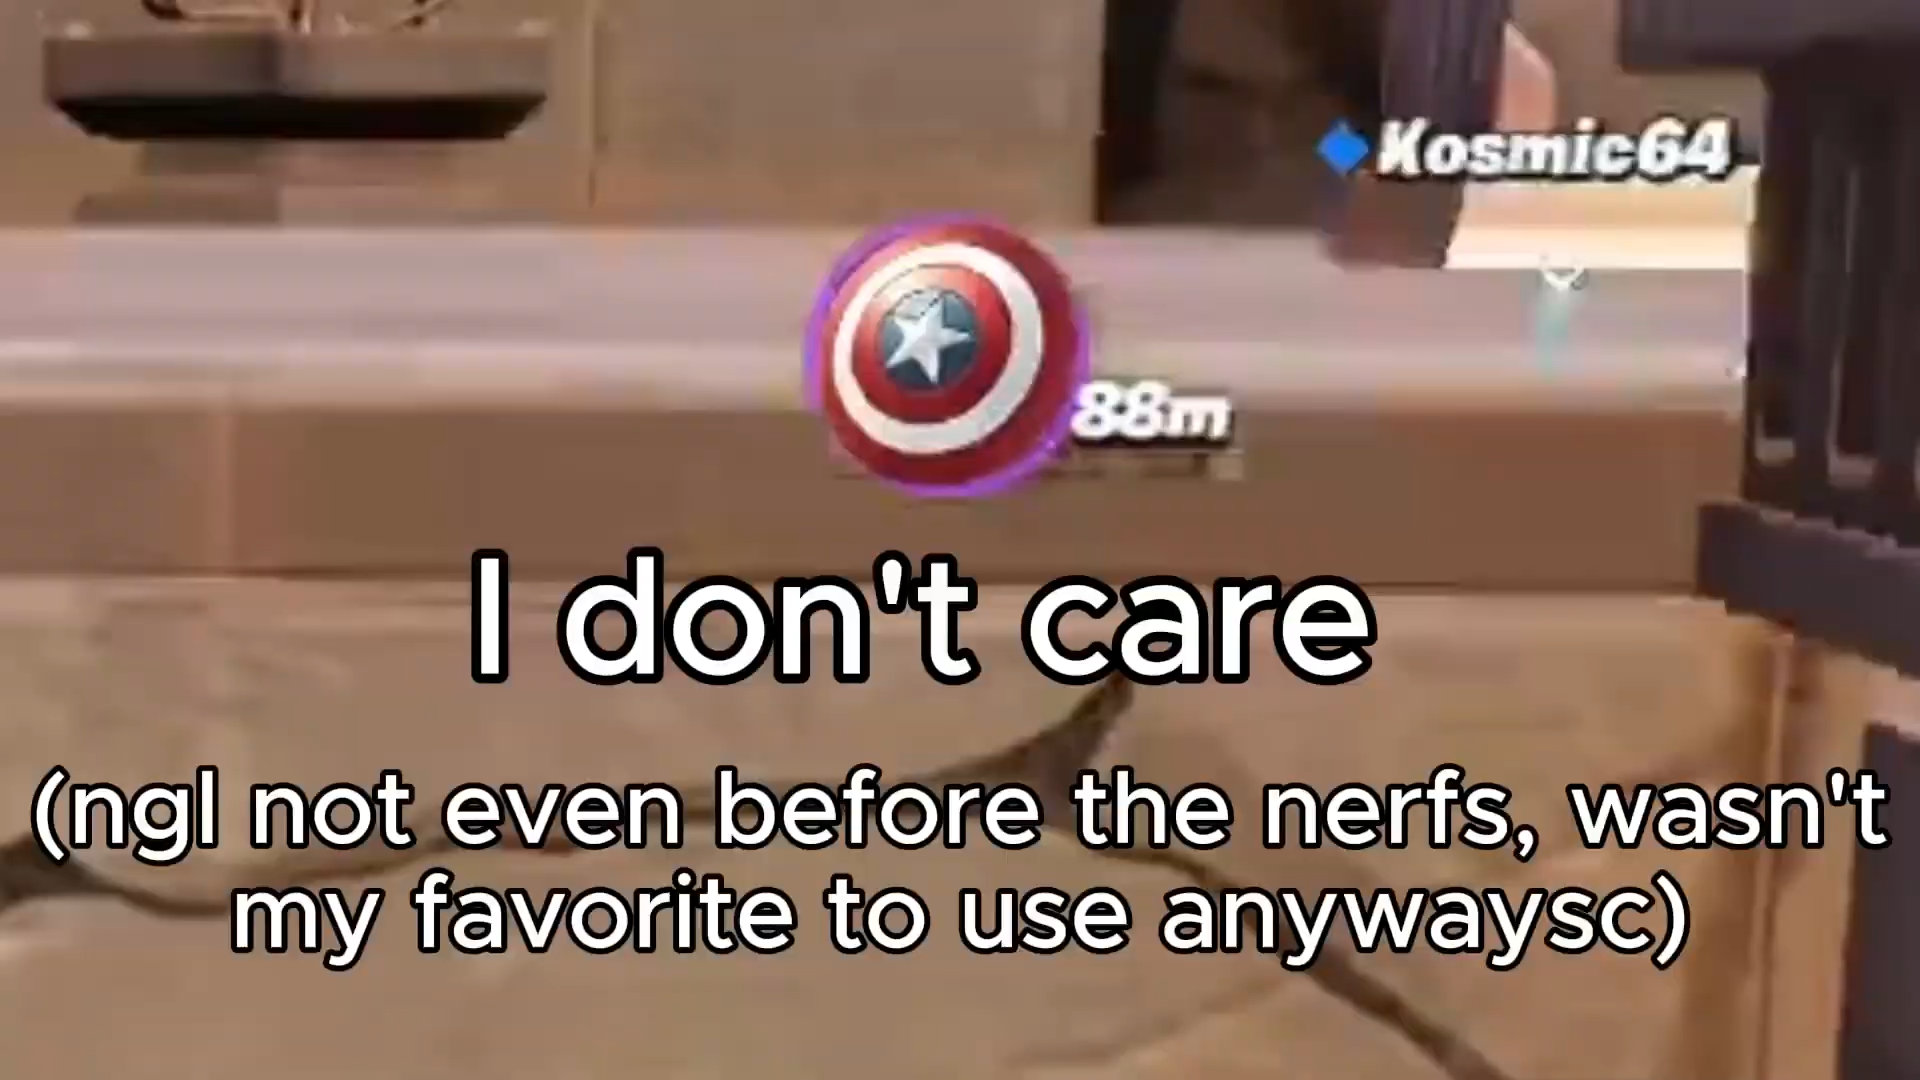 Kosmic64
88m
I don't care
(ngl not even before the nerfs, wasn't
my favorite to use anywaysc)